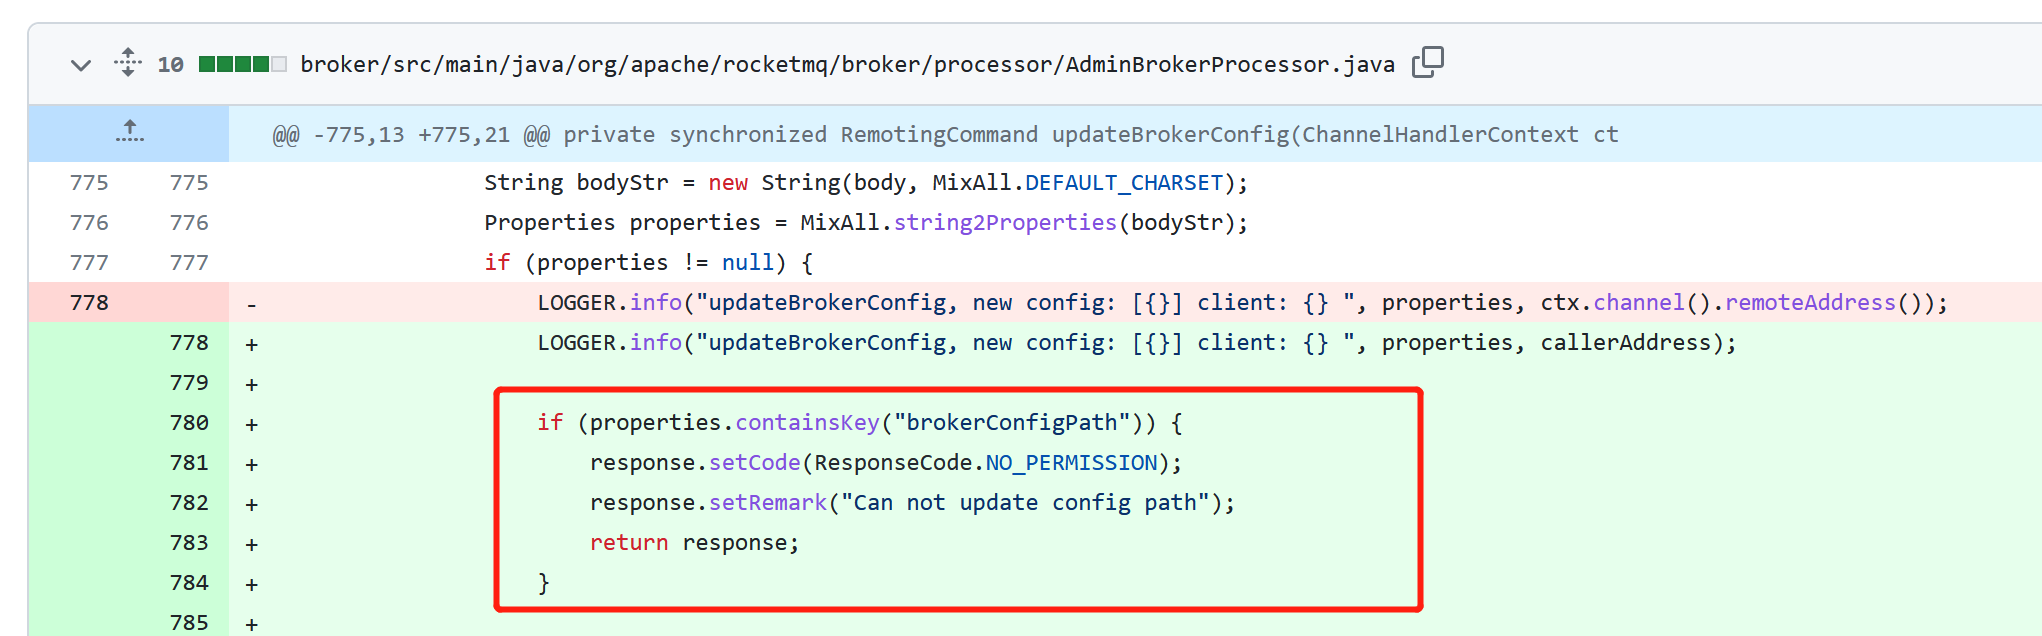 10 broker/src/main/java/org/apache/rocketmq/broker/processor/AdminBrokerProcessor.java
@@ -775,13 +775,21 @@ private synchronized RemotingCommand updateBrokerConfig(ChannelHandlerContext ct
775 775 String bodyStr = new String(body, MixAll.DEFAULT_CHARSET);
776 776 Properties properties = MixAll.string2Properties(bodyStr);
777 777 if (properties != null) {
778 - LOGGER.info("updateBrokerConfig, new config: [{}] client: {} ", properties, ctx.channel().remoteAddress());
778 + LOGGER.info("updateBrokerConfig, new config: [{}] client: {} ", properties, callerAddress);
779 +
780 + if (properties.containsKey("brokerConfigPath")) {
781 + response.setCode(ResponseCode.NO_PERMISSION);
782 + response.setRemark("Can not update config path");
783 + return response;
784 + }
785 +